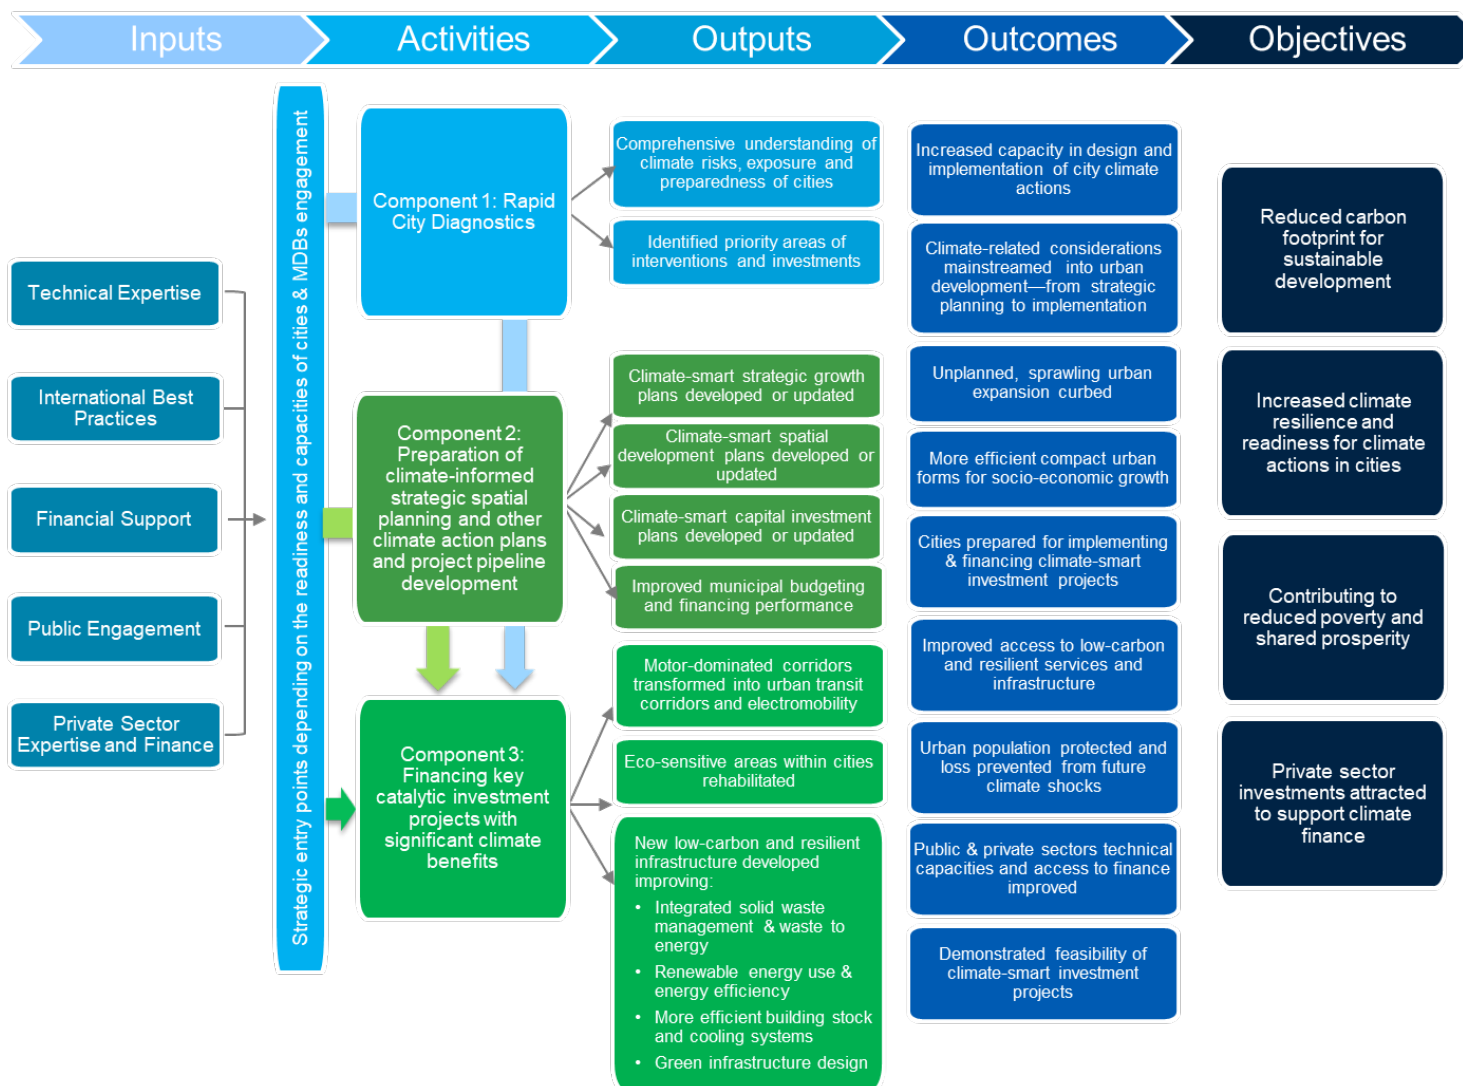 Inputs
Activities
Outputs
Outcomes
Objectives
Technical Expertise
International Best
Practices
Financial Support
Public Engagement
Private Sector
Expertise and Finance
Strategic entry points depending on the readiness and capacities of cities & MDBs engagement
Component 1: Rapid
City Diagnostics
Component 2:
Preparation of
climate-informed
strategic spatial
planning and other
climate action plans
and project pipeline
development
Component 3:
Financing key
catalytic investment
projects with
significant climate
benefits
Comprehensive understanding of
climate risks, exposure and
preparedness of cities
Identified priority areas of
interventions and investments
Climate-smart strategic growth
plans developed or updated
Climate-smart spatial
development plans developed or
updated
Climate-smart capital investment
plans developed or updated
Improved municipal budgeting
and financing performance
Motor-dominated corridors
transformed into urban transit
corridors and electromobility
Eco-sensitive areas within cities
rehabilitated
New low-carbon and resilient
infrastructure developed
improving:
• Integrated solid waste
management & waste to
energy
• Renewable energy use &
energy efficiency
• More efficient building stock
and cooling systems
• Green infrastructure design
Increased capacity in design and
implementation of city climate
actions
Climate-related considerations
mainstreamed into urban
development—from strategic
planning to implementation
Unplanned, sprawling urban
expansion curbed
More efficient compact urban
forms for socio-economic growth
Cities prepared for implementing
& financing climate-smart
investment projects
Improved access to low-carbon
and resilient services and
infrastructure
Urban population protected and
loss prevented from future
climate shocks
Public & private sectors technical
capacities and access to finance
improved
Demonstrated feasibility of
climate-smart investment
projects
Reduced carbon
footprint for
sustainable
development
Increased climate
resilience and
readiness for climate
actions in cities
Contributing to
reduced poverty and
shared prosperity
Private sector
investments attracted
to support climate
finance